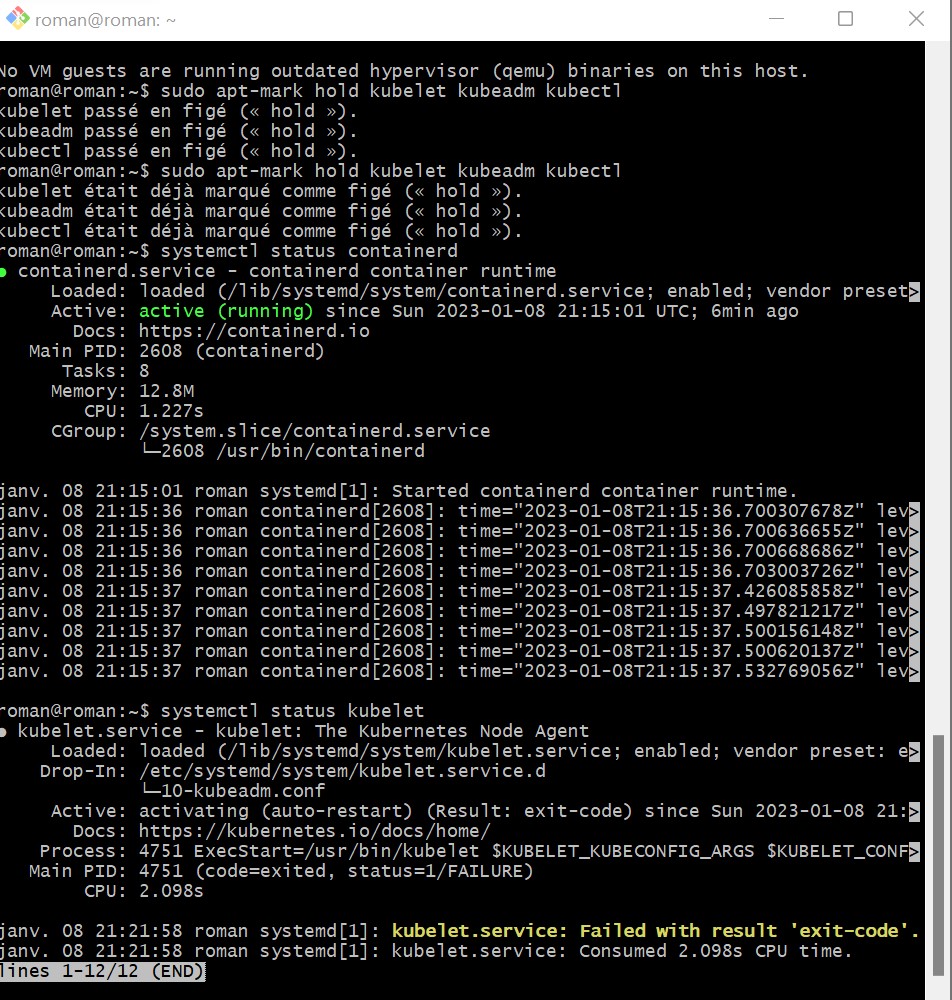 roman@roman: ~
No VM guests are running outdated hypervisor (qemu) binaries on this host.
roman@roman:~$ sudo apt-mark hold kubelet kubeadm kubectl
kubelet passé en figé (« hold »).
kubeadm passé en figé (« hold »).
kubectl passé en figé (« hold »).
roman@roman:~$ sudo apt-mark hold kubelet kubeadm kubectl
kubelet était déjà marqué comme figé (« hold »).
kubeadm était déjà marqué comme figé (« hold »).
kubectl était déjà marqué comme figé (« hold »).
roman@roman:~$ systemctl status containerd
● containerd.service - containerd container runtime
Loaded: loaded (/lib/systemd/system/containerd.service; enabled; vendor preset>
Active: active (running) since Sun 2023-01-08 21:15:01 UTC; 6min ago
Docs: https://containerd.io
Main PID: 2608 (containerd)
Tasks: 8
Memory: 12.8M
CPU: 1.227s
CGroup: /system.slice/containerd.service
└─2608 /usr/bin/containerd
janv. 08 21:15:01 roman systemd[1]: Started containerd container runtime.
janv. 08 21:15:36 roman containerd[2608]: time="2023-01-08T21:15:36.700307678Z" lev>
janv. 08 21:15:36 roman containerd[2608]: time="2023-01-08T21:15:36.700636655Z" lev>
janv. 08 21:15:36 roman containerd[2608]: time="2023-01-08T21:15:36.700668686Z" lev>
janv. 08 21:15:36 roman containerd[2608]: time="2023-01-08T21:15:36.703003726Z" lev>
janv. 08 21:15:37 roman containerd[2608]: time="2023-01-08T21:15:37.426085858Z" lev>
janv. 08 21:15:37 roman containerd[2608]: time="2023-01-08T21:15:37.497821217Z" lev>
janv. 08 21:15:37 roman containerd[2608]: time="2023-01-08T21:15:37.500156148Z" lev>
janv. 08 21:15:37 roman containerd[2608]: time="2023-01-08T21:15:37.500620137Z" lev>
janv. 08 21:15:37 roman containerd[2608]: time="2023-01-08T21:15:37.532769056Z" lev>
roman@roman:~$ systemctl status kubelet
● kubelet.service - kubelet: The Kubernetes Node Agent
Loaded: loaded (/lib/systemd/system/kubelet.service; enabled; vendor preset: e>
Drop-In: /etc/systemd/system/kubelet.service.d
└─10-kubeadm.conf
Active: activating (auto-restart) (Result: exit-code) since Sun 2023-01-08 21:>
Docs: https://kubernetes.io/docs/home/
Process: 4751 ExecStart=/usr/bin/kubelet $KUBELET_KUBECONFIG_ARGS $KUBELET_CONF>
Main PID: 4751 (code=exited, status=1/FAILURE)
CPU: 2.098s
janv. 08 21:21:58 roman systemd[1]: kubelet.service: Failed with result 'exit-code'.
janv. 08 21:21:58 roman systemd[1]: kubelet.service: Consumed 2.098s CPU time.
lines 1-12/12 (END)